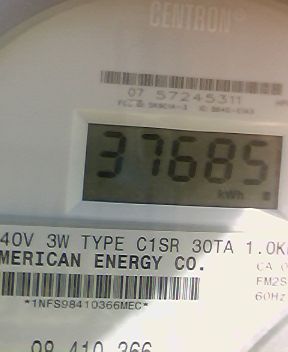 CENTRON®
07 57245311
37685
kWh
40V 3W TYPE C1SR 30TA 1.0K
MERICAN ENERGY CO.
CA 0
FM2S
60Hz
*1NFS98410366MEC*
98 410 366